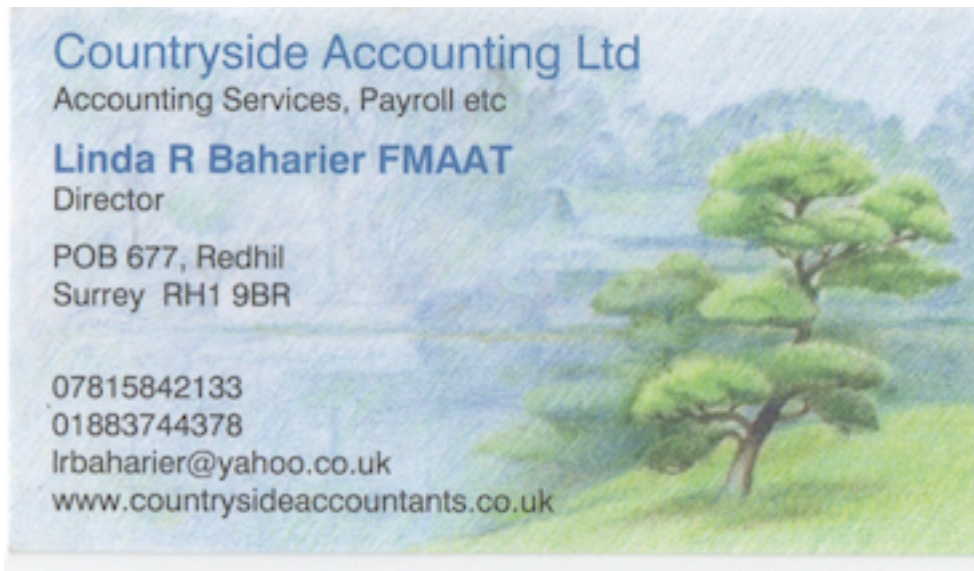 Countryside Accounting Ltd
Accounting Services, Payroll etc
Linda R Baharier FMAAT
Director
POB 677, Redhil
Surrey RH1 9BR
07815842133
01883744378
lrbaharier@yahoo.co.uk
www.countrysideaccountants.co.uk